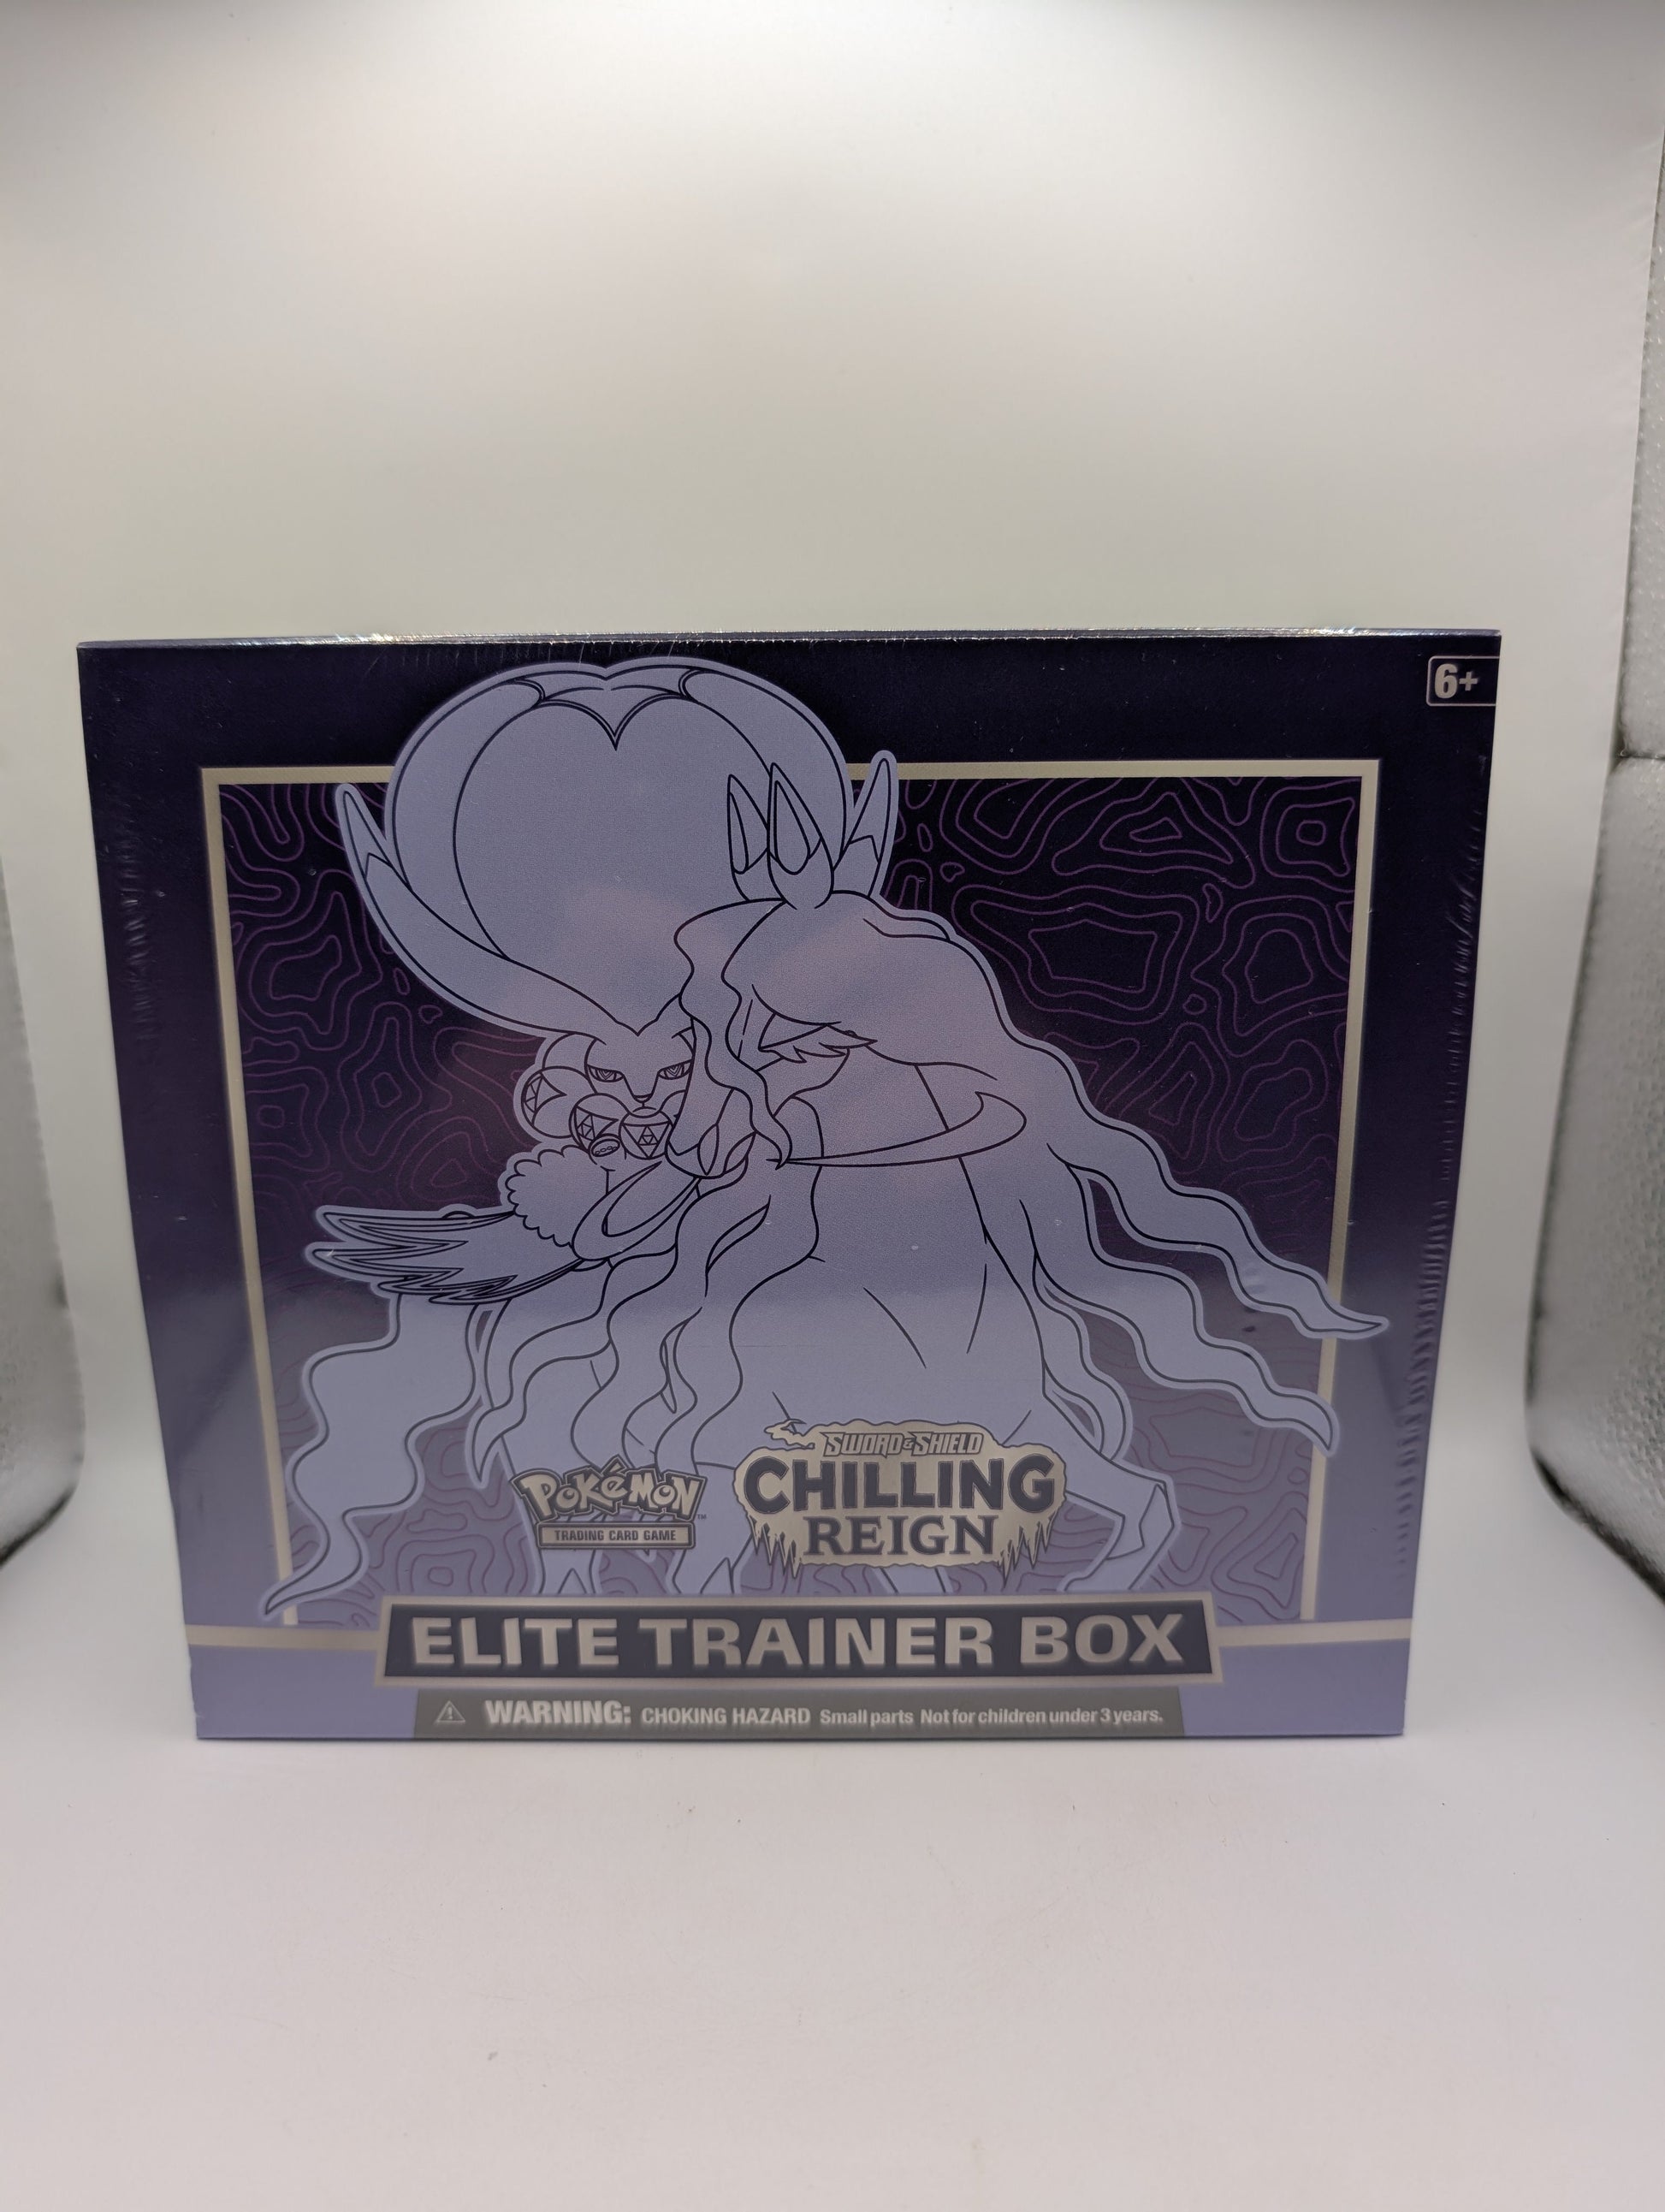 6+
SWORD & SHIELD
CHILLING
REIGN
POKéMON™
TRADING CARD GAME
ELITE TRAINER BOX
WARNING: CHOKING HAZARD Small parts Not for children under 3 years.